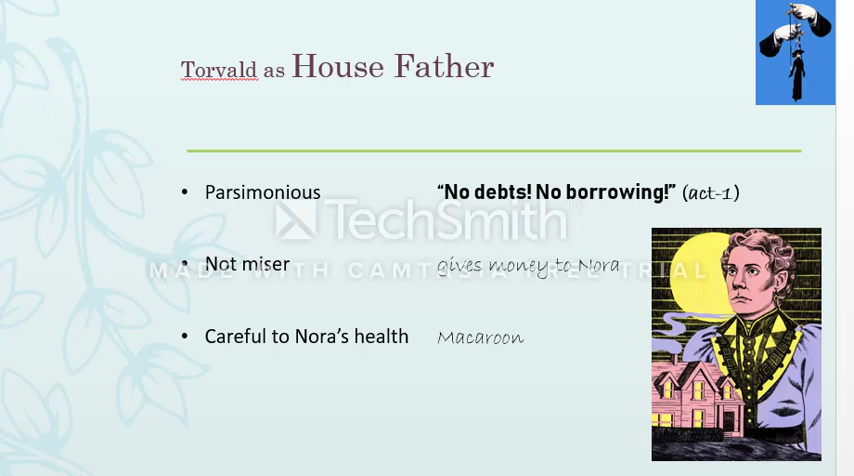 Torvald as House Father
• Parsimonious “No debts! No borrowing!” (act-1)
TechSmith®
• Not miser gives money to Nora
MADE WITH CAMTASIA FREE TRIAL
• Careful to Nora’s health Macaroon